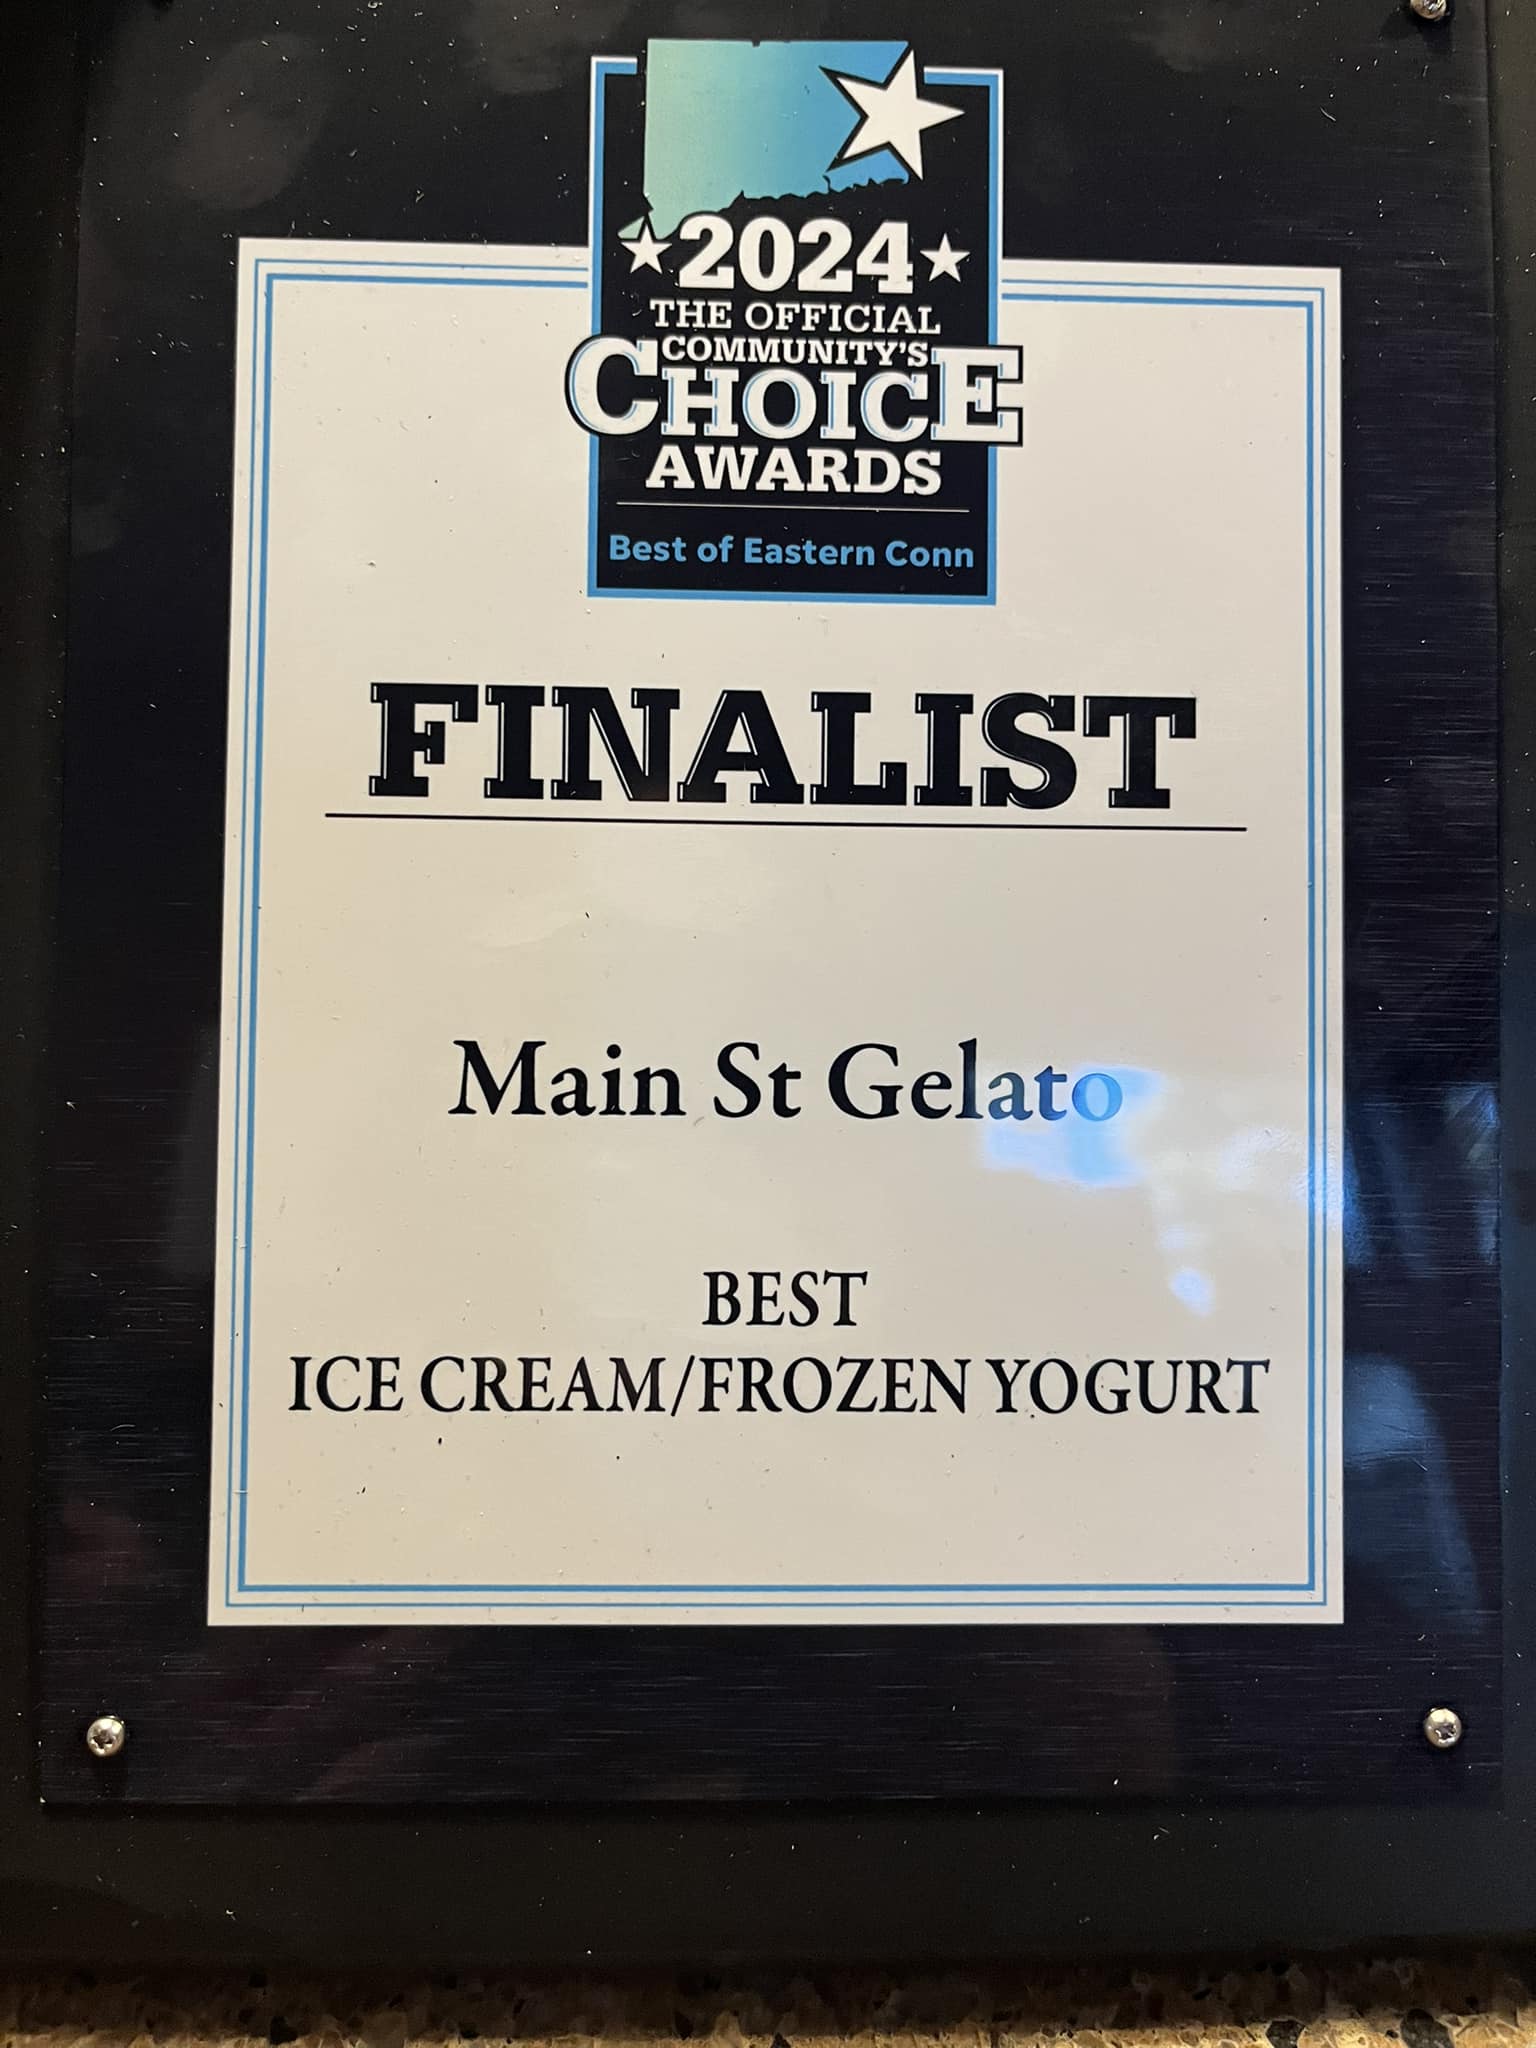 2024
THE OFFICIAL
COMMUNITY'S
CHOICE
AWARDS
Best of Eastern Conn
FINALIST
Main St Gelato
BEST
ICE CREAM/FROZEN YOGURT